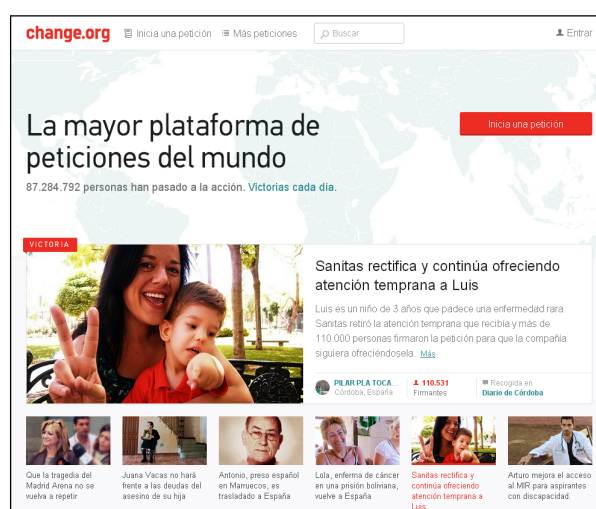 change.org
Inicia una petición
Más peticiones
Buscar
Entrar
La mayor plataforma de
peticiones del mundo
Inicia una petición
87.284.792 personas han pasado a la acción. Victorias cada día.
VICTORIA
Sanitas rectifica y continúa ofreciendo
atención temprana a Luis
Luis es un niño de 3 años que padece una enfermedad rara.
Sanitas retiró la atención temprana que recibía y más de
110.000 personas firmaron la petición para que la compañía
siguiera ofreciéndosela. Más
PILAR PLA TOCA...
Córdoba, España
110.531
Firmantes
Recogida en
Diario de Córdoba
Que la tragedia del
Madrid Arena no se
vuelva a repetir
Juana Vacas no hará
frente a las deudas del
asesino de su hija
Antonio, preso español
en Marruecos, es
trasladado a España
Lola, enferma de cáncer
en una prisión boliviana,
vuelve a España
Sanitas rectifica y
continúa ofreciendo
atención temprana a
Luis
Arturo mejora el acceso
al MIR para aspirantes
con discapacidad.